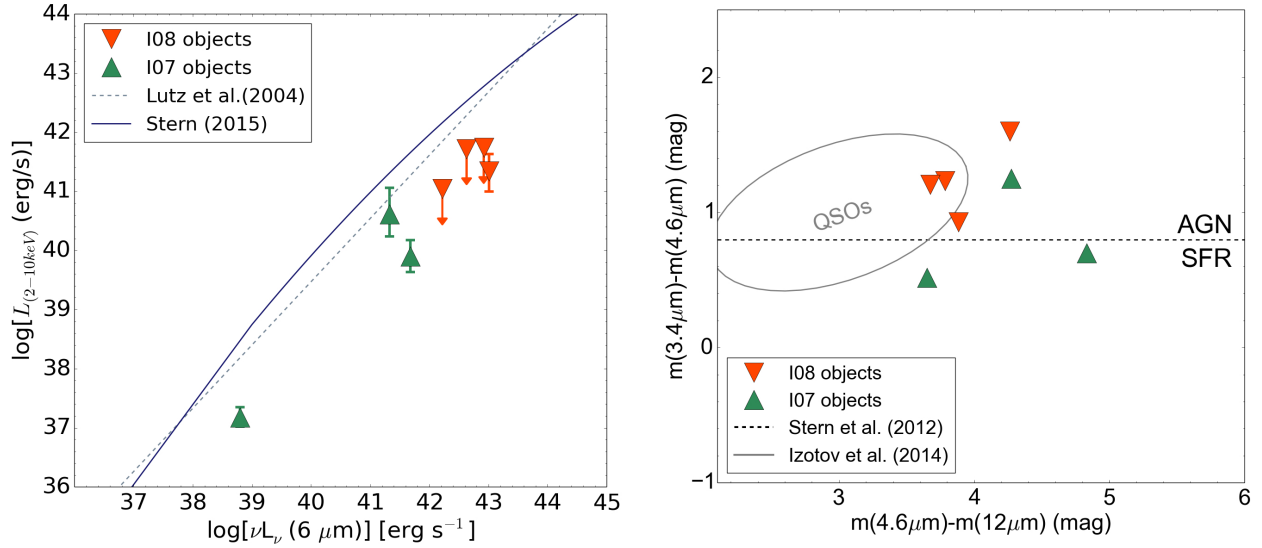 44
43
42
41
40
39
38
37
36
log[L(2−10keV) (erg/s)]
I08 objects
I07 objects
Lutz et al.(2004)
Stern (2015)
37 38 39 40 41 42 43 44 45
log[νLν (6 μm)] [erg s−1]
2
1
0
−1
m(3.4μm)-m(4.6μm) (mag)
QSOs
AGN
SFR
I08 objects
I07 objects
Stern et al. (2012)
Izotov et al. (2014)
3 4 5 6
m(4.6μm)-m(12μm) (mag)